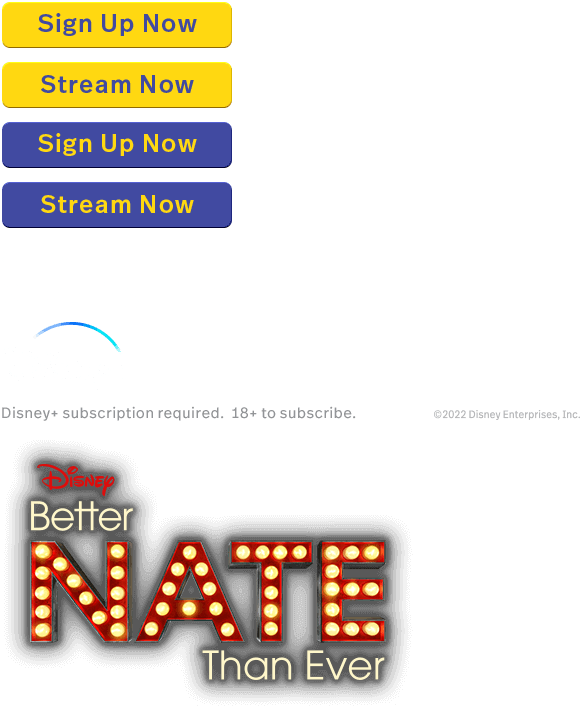 Sign Up Now
Stream Now
Sign Up Now
Stream Now
Disney+ subscription required. 18+ to subscribe.
©2022 Disney Enterprises, Inc.
Disney
Better
NATE
Than Ever